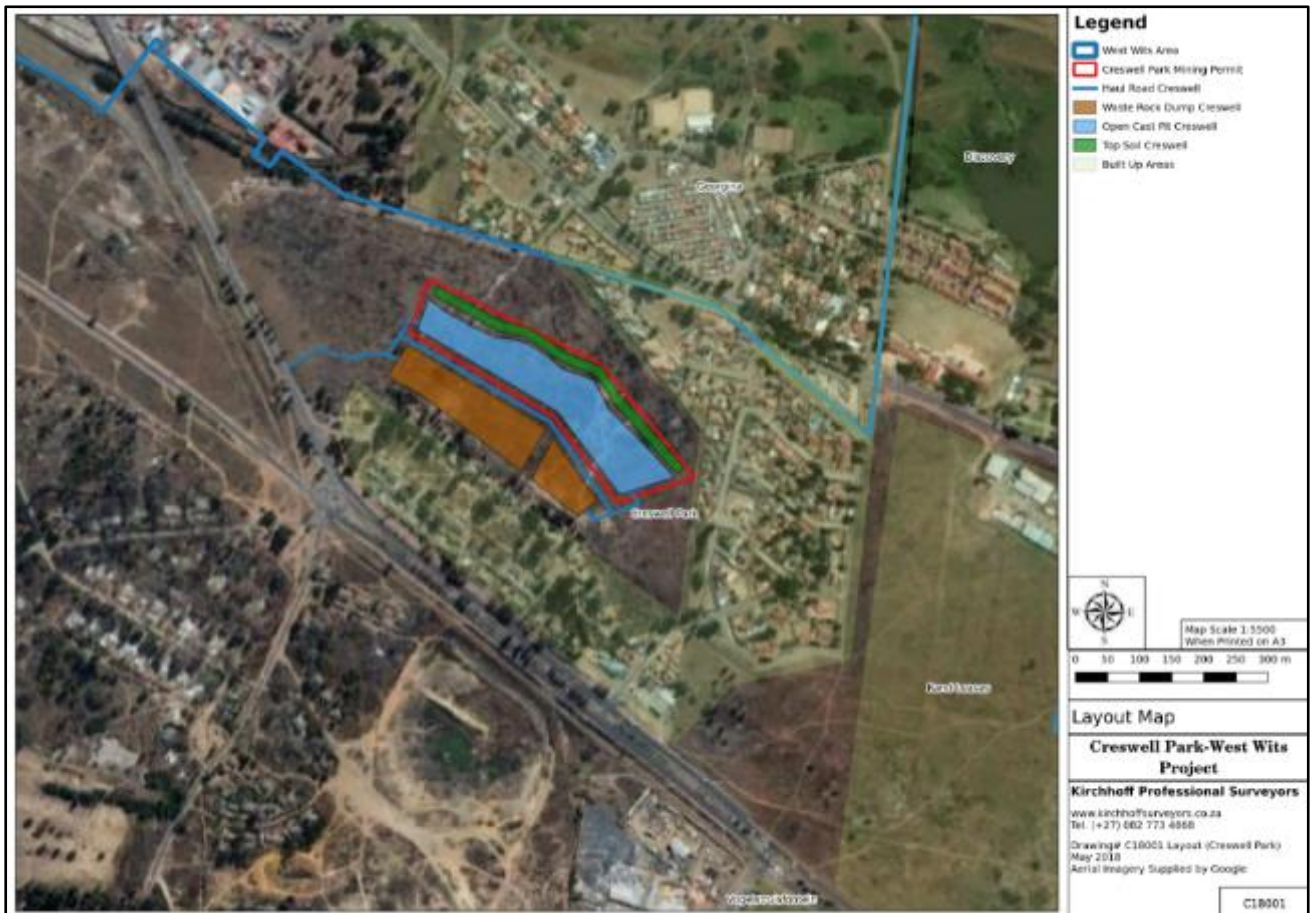 Legend
West Wits Area
Creswell Park Mining Permit
Haul Road Creswell
Waste Rock Dump Creswell
Open Cast Pit Creswell
Top Soil Creswell
Built Up Areas
Discovery
Georginia
Creswell Park
Rand Leases
Vogelstruisfontein
N
W E
S
Map Scale 1:5500
When Printed on A3
0 50 100 150 200 250 300 m
Layout Map
Creswell Park-West Wits
Project
Kirchhoff Professional Surveyors
www.kirchhoffsurveyors.co.za
Tel. (+27) 082 773 4868
Drawing# C18001 Layout (Creswell Park)
May 2018
Aerial Imagery Supplied by Google
C18001